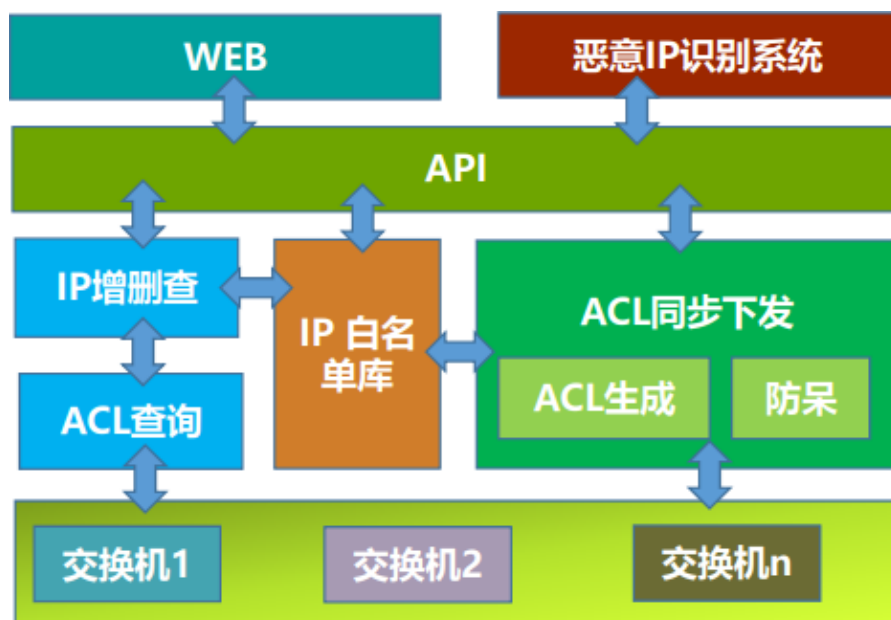 WEB
恶意IP识别系统
API
IP增删查
IP 白名
单库
ACL同步下发
ACL生成
防呆
ACL查询
交换机1
交换机2
交换机n